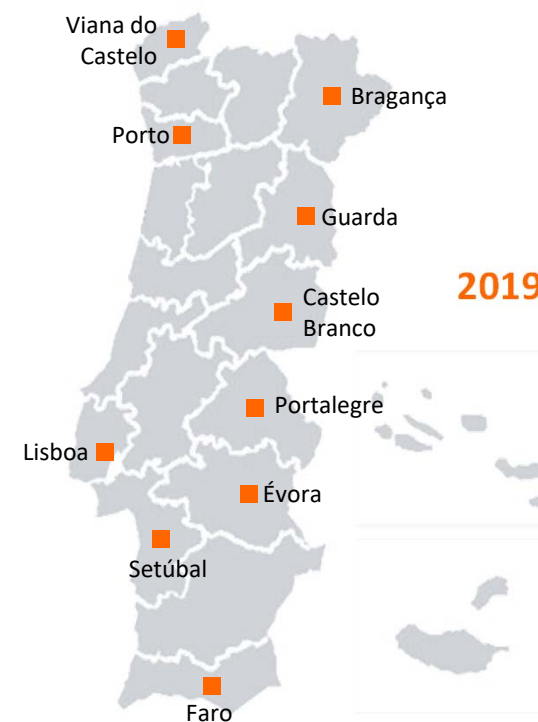 Viana do
Castelo
Bragança
Porto
Guarda
2019
Castelo
Branco
Portalegre
Lisboa
Évora
Setúbal
Faro